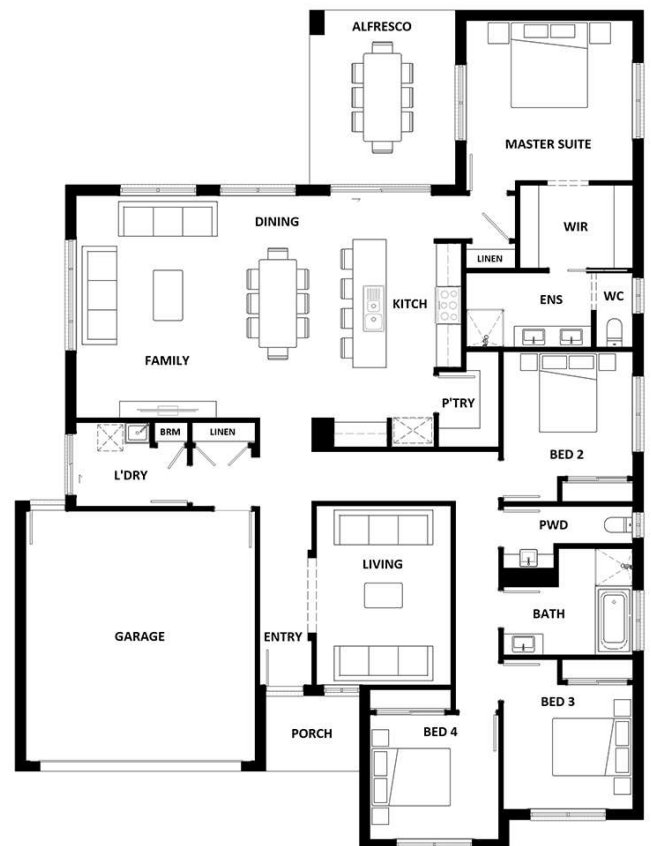 ALFRESCO
MASTER SUITE
DINING
WIR
LINEN
KITCH
ENS
WC
FAMILY
P'TRY
BRM
LINEN
BED 2
L'DRY
PWD
LIVING
BATH
GARAGE
ENTRY
BED 3
PORCH
BED 4